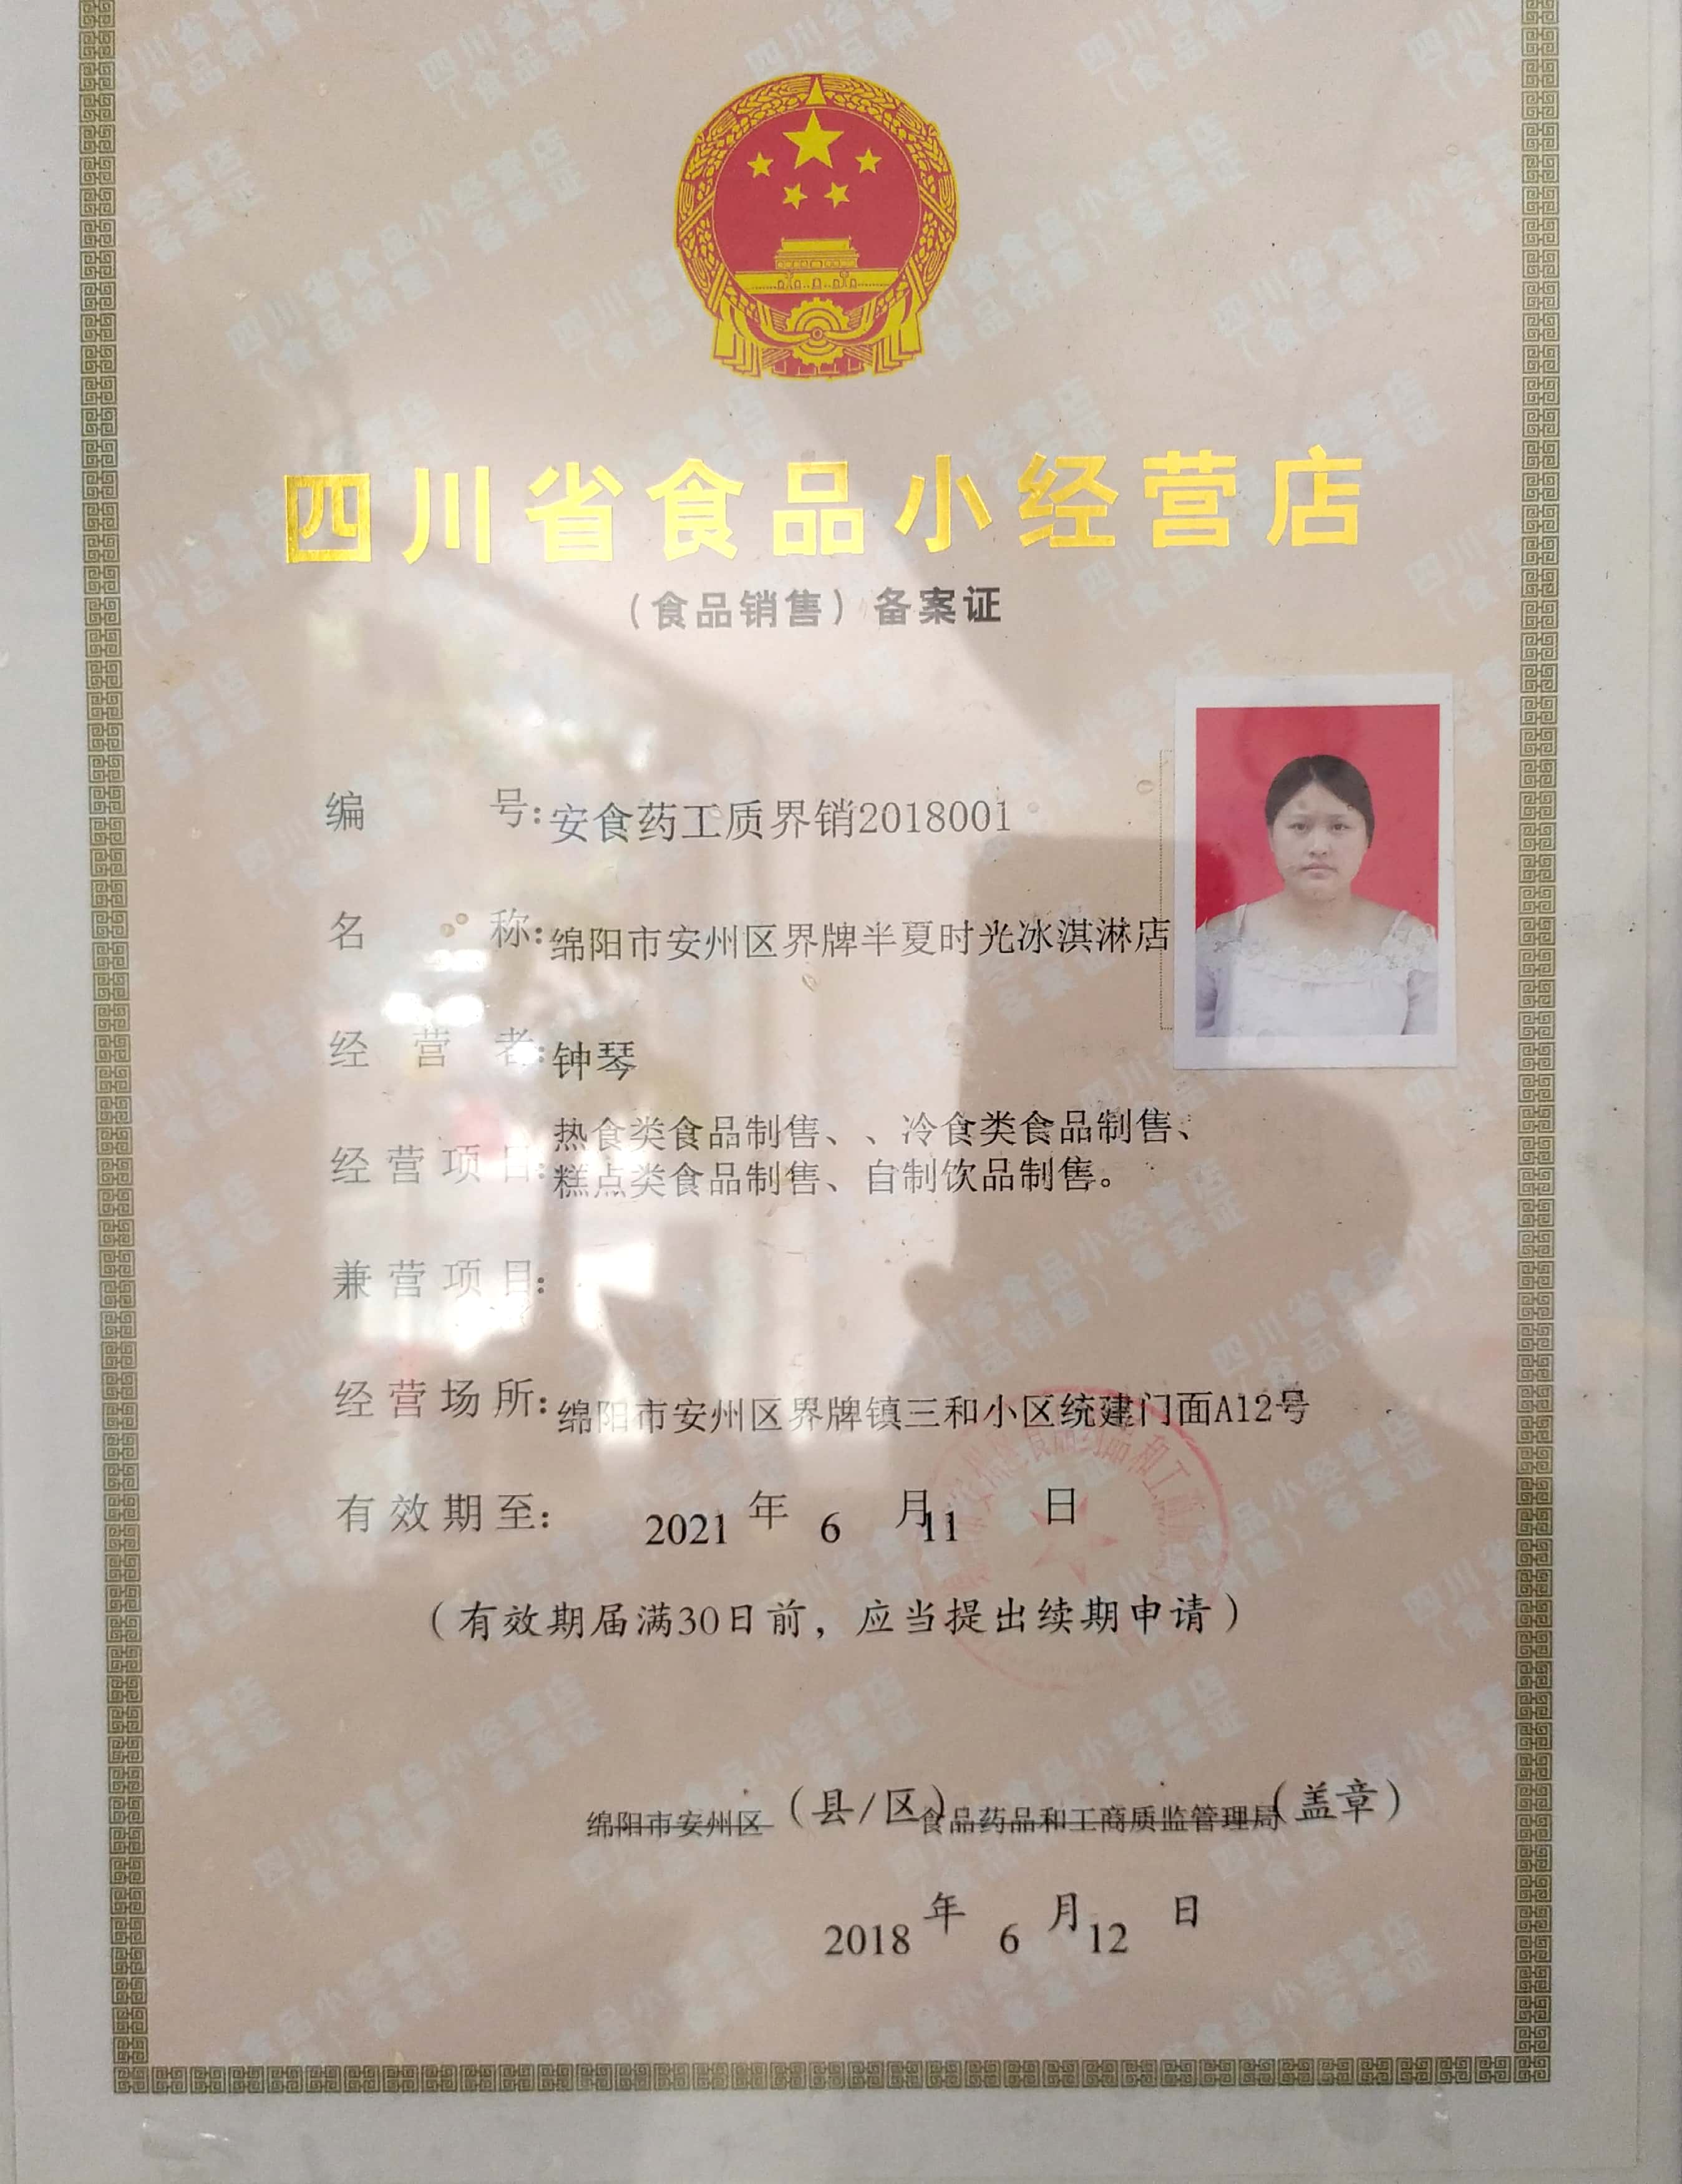 四川省食品小经营店
（食品销售）备案证
编号：安食药工质界销2018001
名称：绵阳市安州区界牌半夏时光冰淇淋店
经营者：钟琴
经营项目：热食类食品制售、、冷食类食品制售、
糕点类食品制售、自制饮品制售。
兼营项目：
经营场所：绵阳市安州区界牌镇三和小区统建门面A12号
有效期至：2021年6月11日
（有效期届满30日前，应当提出续期申请）
绵阳市安州区（县/区）食品药品和工商质监管理局（盖章）
2018年6月12日